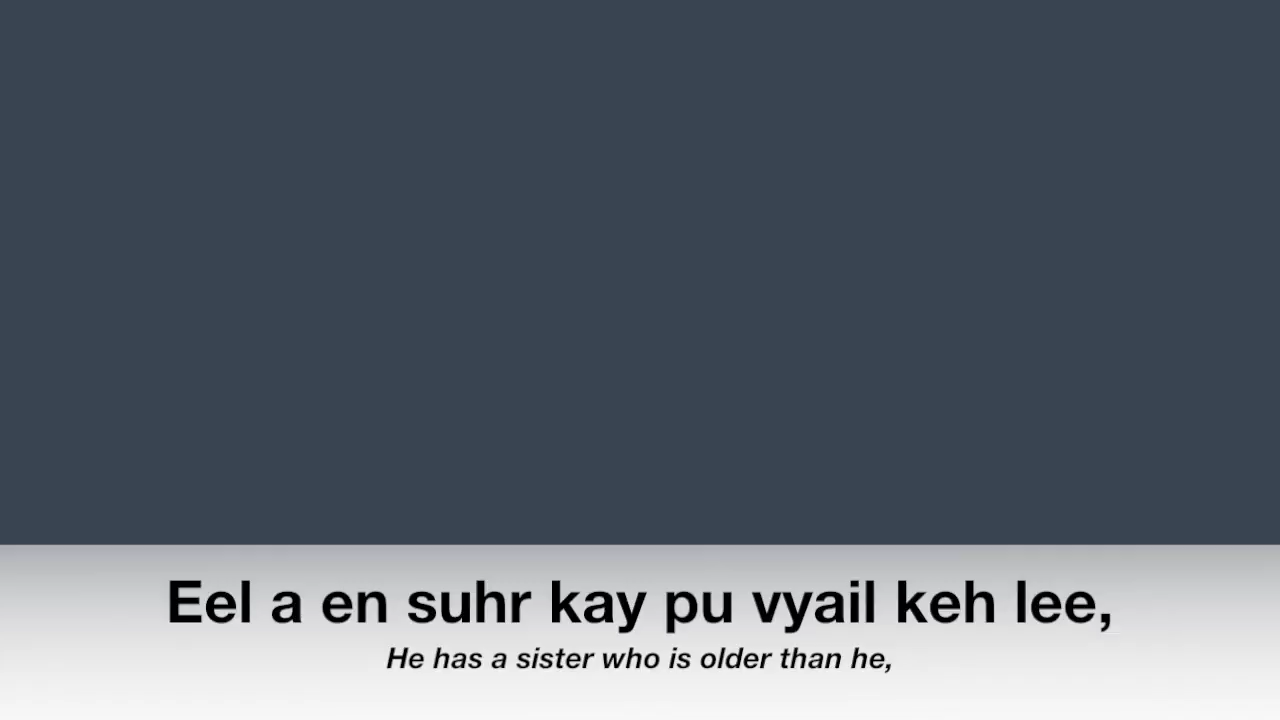 Eel a en suhr kay pu vyail keh lee,
He has a sister who is older than he,